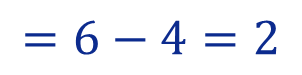 = 6 − 4 = 2